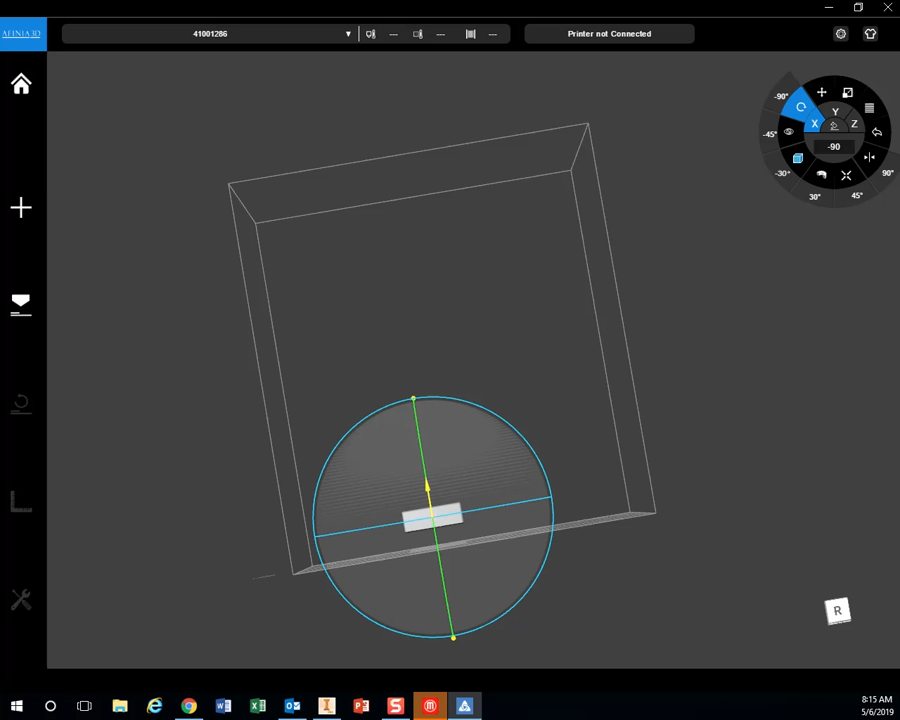 AFINIA 3D
41001286
---
---
---
Printer not Connected
-90°
-45°
-30°
30°
45°
90°
Y
X
Z
-90
R
8:15 AM
5/6/2019